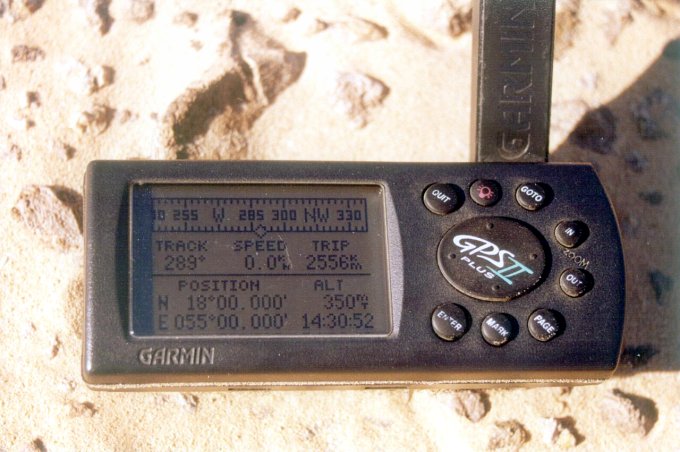 GARMIN
30 255 W 285 300 NW 330
TRACK SPEED TRIP
289° 0.0 2556
POSITION ALT
N 18°00.000' 350
E 055°00.000' 14:30:52
GARMIN
QUIT
GOTO
IN
ZOOM
OUT
GPS II
PLUS
ENTER
MARK
PAGE